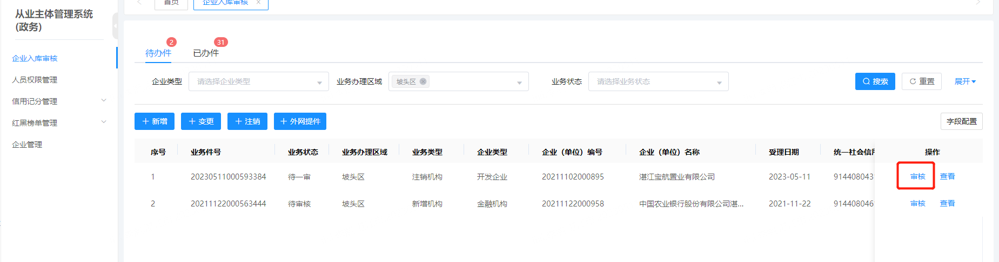 从业主体管理系统
(政务)
首页
企业入库审核
企业入库审核
人员权限管理
信用记分管理
红黑榜单管理
企业管理
待办件 2
已办件 31
企业类型 请选择企业类型 业务办理区域 坡头区 业务状态 请选择业务状态 搜索 重置 展开
新增 变更 注销 外网提件 字段配置
序号 业务件号 业务状态 业务办理区域 业务类型 企业类型 企业（单位）编号 企业（单位）名称 受理日期 统一社会信用 操作
1 20230511000593384 待一审 坡头区 注销机构 开发企业 20211102000895 湛江宝航置业有限公司 2023-05-11 914408043 审核 查看
2 20211122000563444 待审核 坡头区 新增机构 金融机构 20211122000958 中国农业银行股份有限公司湛... 2021-11-22 914408046 审核 查看